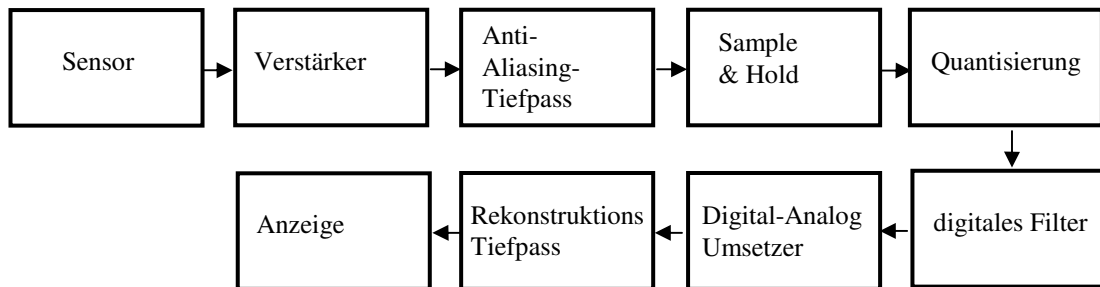 Sensor
Verstärker
Anti-
Aliasing-
Tiefpass
Sample
& Hold
Quantisierung
digitales Filter
Digital-Analog
Umsetzer
Rekonstruktions
Tiefpass
Anzeige